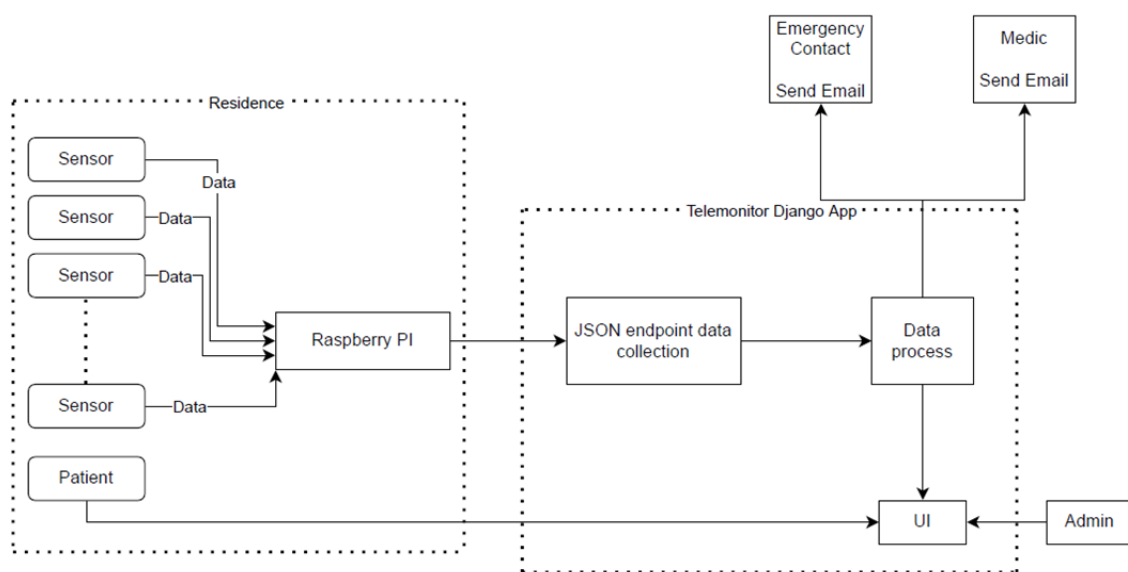 Emergency
Contact
Send Email
Medic
Send Email
Residence
Sensor
Data
Sensor
Data
Sensor
Data
Sensor
Data
Raspberry PI
Patient
Telemonitor Django App
JSON endpoint data
collection
Data
process
UI
Admin